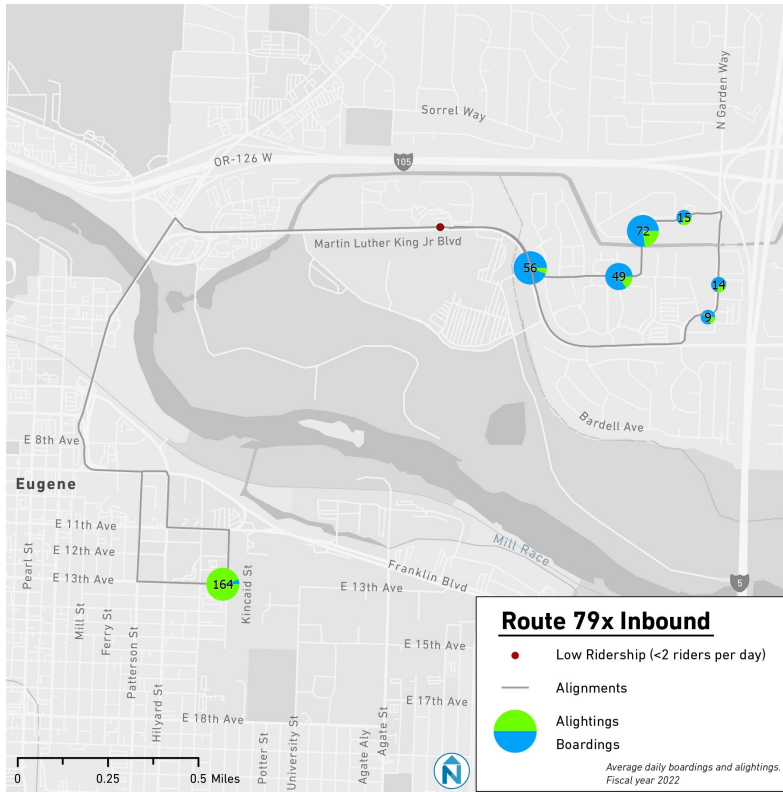 Sorrel Way
N Garden Way
OR-126 W
105
Martin Luther King Jr Blvd
15
72
56
49
14
9
Bardell Ave
E 8th Ave
Eugene
E 11th Ave
E 12th Ave
E 13th Ave
Pearl St
Mill St
Ferry St
Patterson St
Hilyard St
164
Kincaid St
Mill Race
Franklin Blvd
E 13th Ave
5
E 15th Ave
E 17th Ave
E 18th Ave
Potter St
University St
Agate Aly
Agate St
0 0.25 0.5 Miles
N
Route 79x Inbound
Low Ridership (<2 riders per day)
Alignments
Alightings
Boardings
Average daily boardings and alightings.
Fiscal year 2022